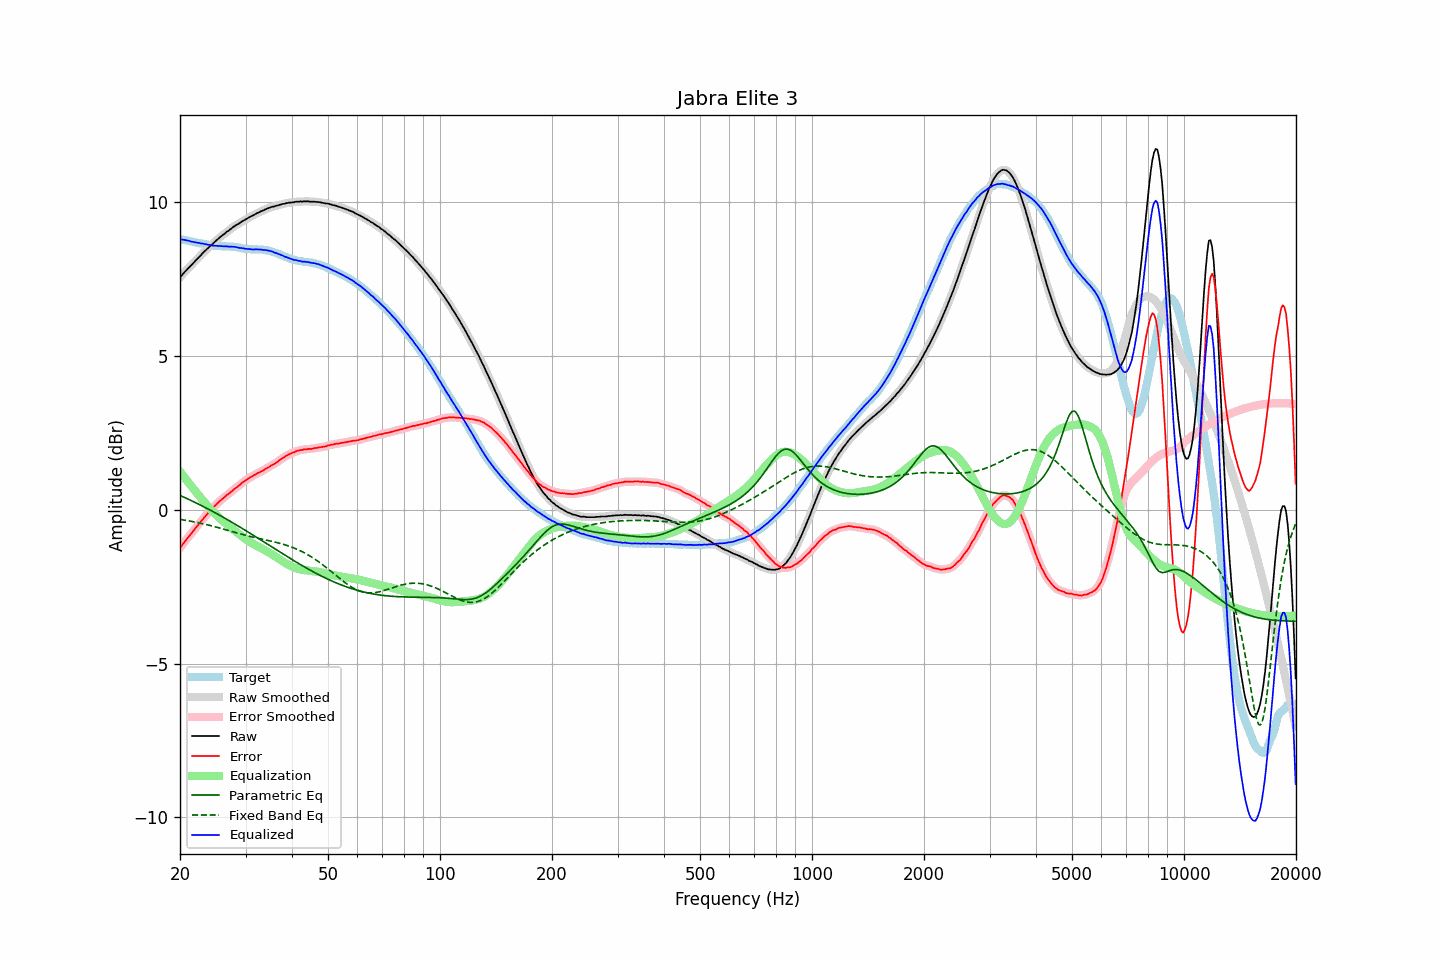 Jabra Elite 3
Amplitude (dBr)
10
5
0
−5
−10
Target
Raw Smoothed
Error Smoothed
Raw
Error
Equalization
Parametric Eq
Fixed Band Eq
Equalized
20 50 100 200 500 1000 2000 5000 10000 20000
Frequency (Hz)